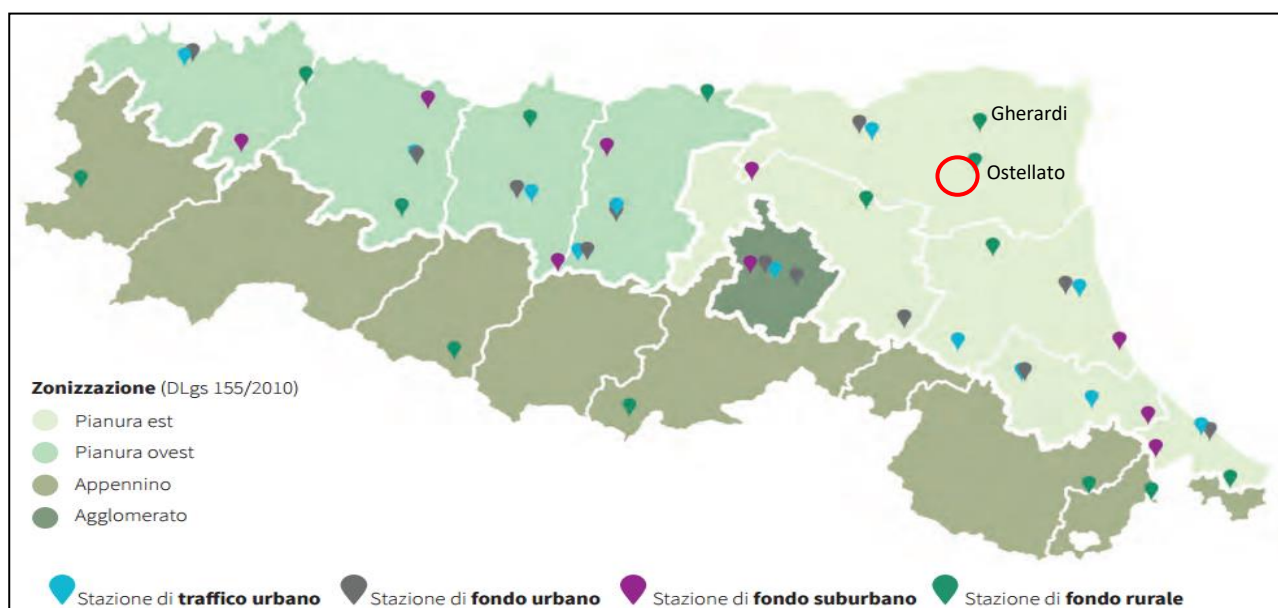 Gherardi
Ostellato
Zonizzazione (DLgs 155/2010)
Pianura est
Pianura ovest
Appennino
Agglomerato
Stazione di traffico urbano
Stazione di fondo urbano
Stazione di fondo suburbano
Stazione di fondo rurale